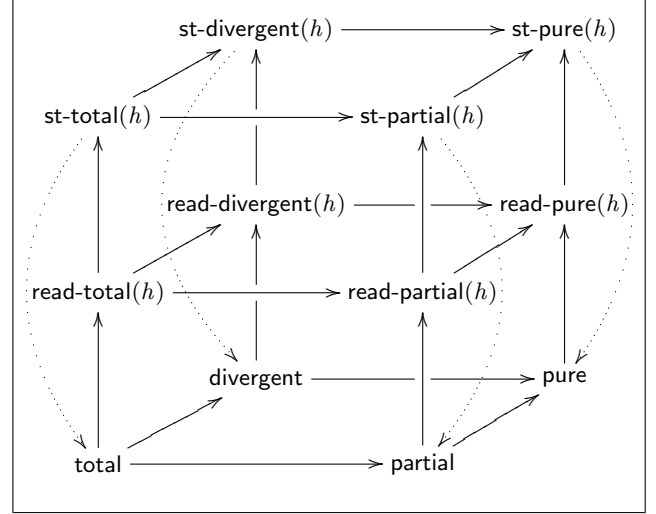 st-divergent(h) st-pure(h)
st-total(h) st-partial(h)
read-divergent(h) read-pure(h)
read-total(h) read-partial(h)
divergent pure
total partial